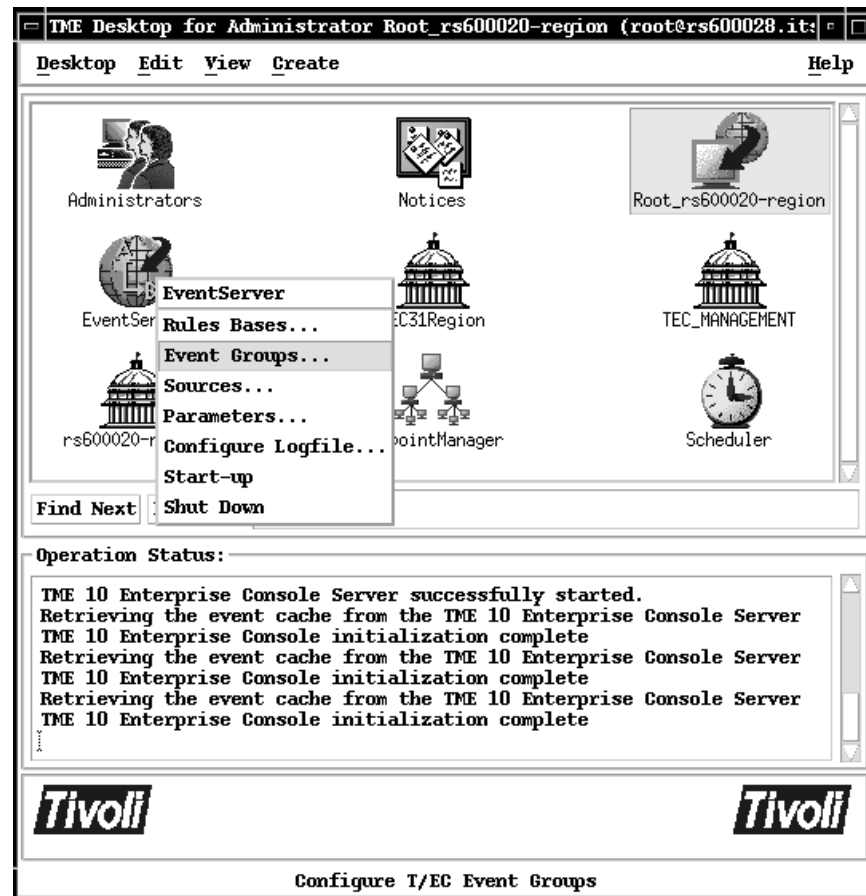 TME Desktop for Administrator Root_rs600020-region (root@rs600028.its
Desktop Edit View Create Help
Administrators
Notices
Root_rs600020-region
EventSer
EC31Region
TEC_MANAGEMENT
rs600020-r
ointManager
Scheduler
EventServer
Rules Bases...
Event Groups...
Sources...
Parameters...
Configure Logfile...
Start-up
Shut Down
Find Next
Operation Status:
TME 10 Enterprise Console Server successfully started.
Retrieving the event cache from the TME 10 Enterprise Console Server
TME 10 Enterprise Console initialization complete
Retrieving the event cache from the TME 10 Enterprise Console Server
TME 10 Enterprise Console initialization complete
Retrieving the event cache from the TME 10 Enterprise Console Server
TME 10 Enterprise Console initialization complete
Tivoli
Tivoli
Configure T/EC Event Groups